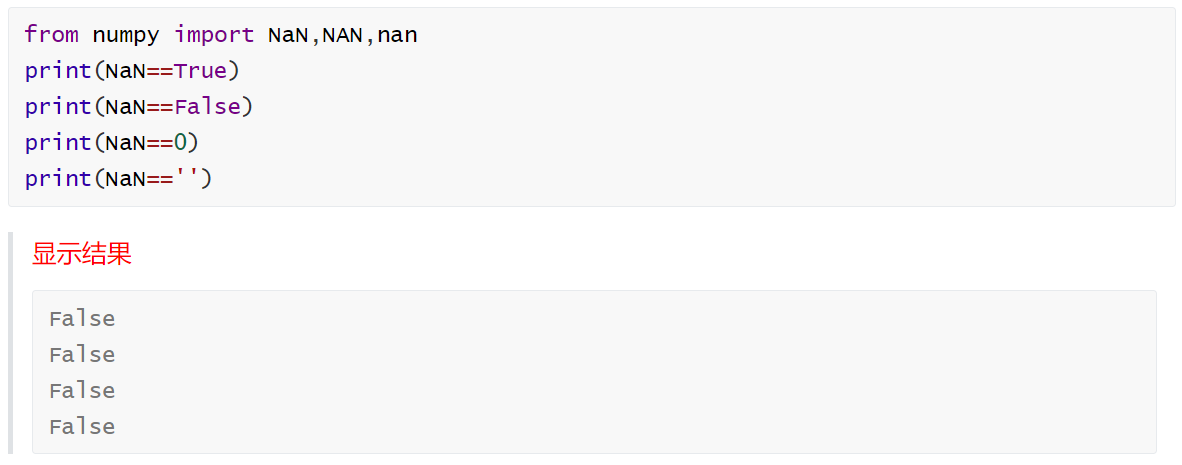 from numpy import NaN,NAN,nan
print(NaN==True)
print(NaN==False)
print(NaN==0)
print(NaN=='')
显示结果
False
False
False
False